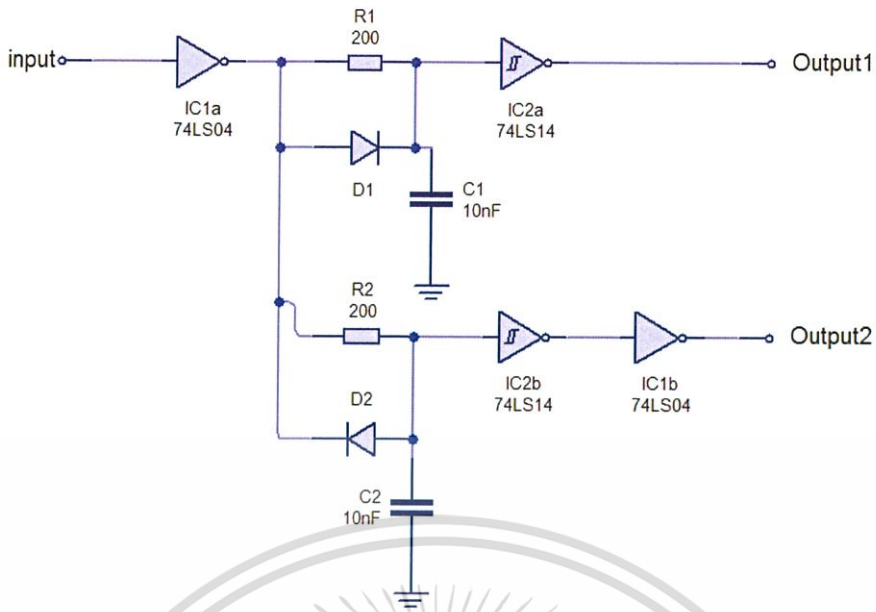 R1
200
input
Output1
IC1a
74LS04
IC2a
74LS14
D1
C1
10nF
R2
200
Output2
IC2b
74LS14
IC1b
74LS04
D2
C2
10nF